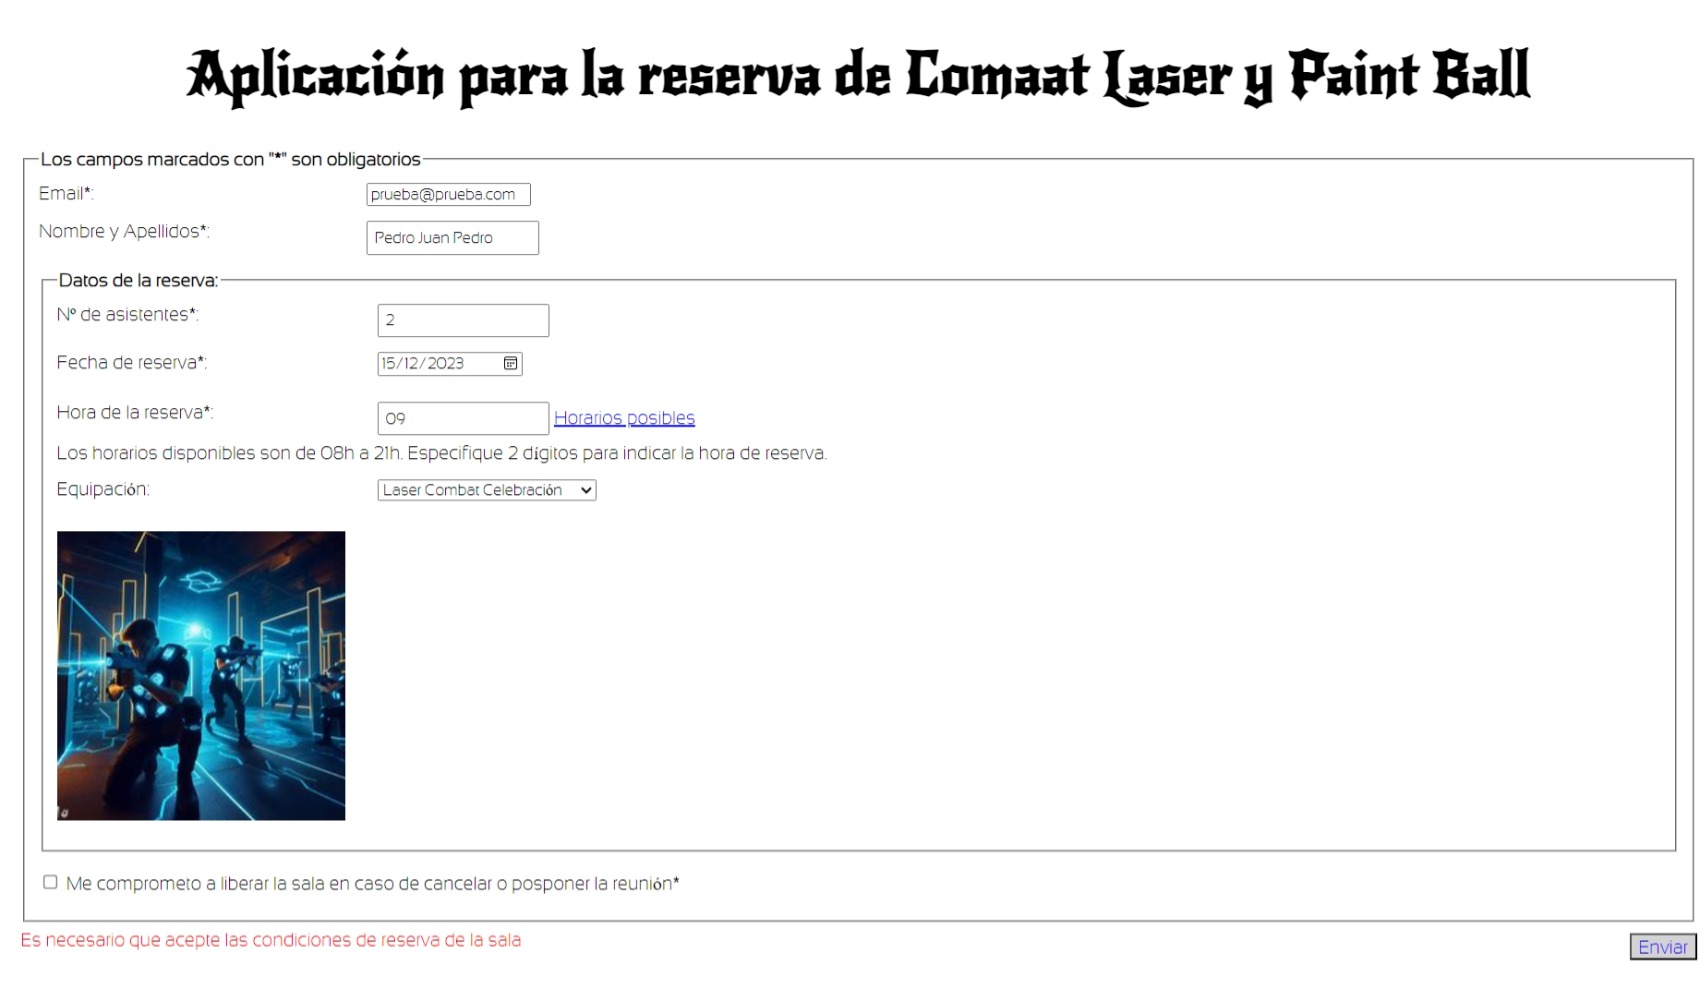 Aplicación para la reserva de Comaat Laser y Paint Ball
Los campos marcados con "*" son obligatorios
Email*: prueba@prueba.com
Nombre y Apellidos*: Pedro Juan Pedro
Datos de la reserva:
Nº de asistentes*: 2
Fecha de reserva*: 15/12/2023
Hora de la reserva*: 09 Horarios posibles
Los horarios disponibles son de 08h a 21h. Especifique 2 dígitos para indicar la hora de reserva.
Equipación: Laser Combat Celebración
Me comprometo a liberar la sala en caso de cancelar o posponer la reunión*
Es necesario que acepte las condiciones de reserva de la sala
Enviar